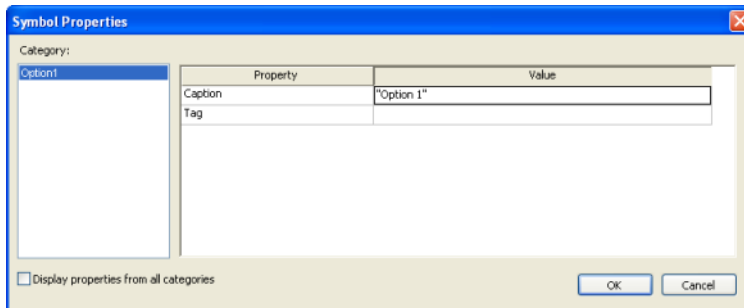 Symbol Properties
Category:
Option1
Property Value
Caption "Option 1"
Tag
Display properties from all categories
OK Cancel